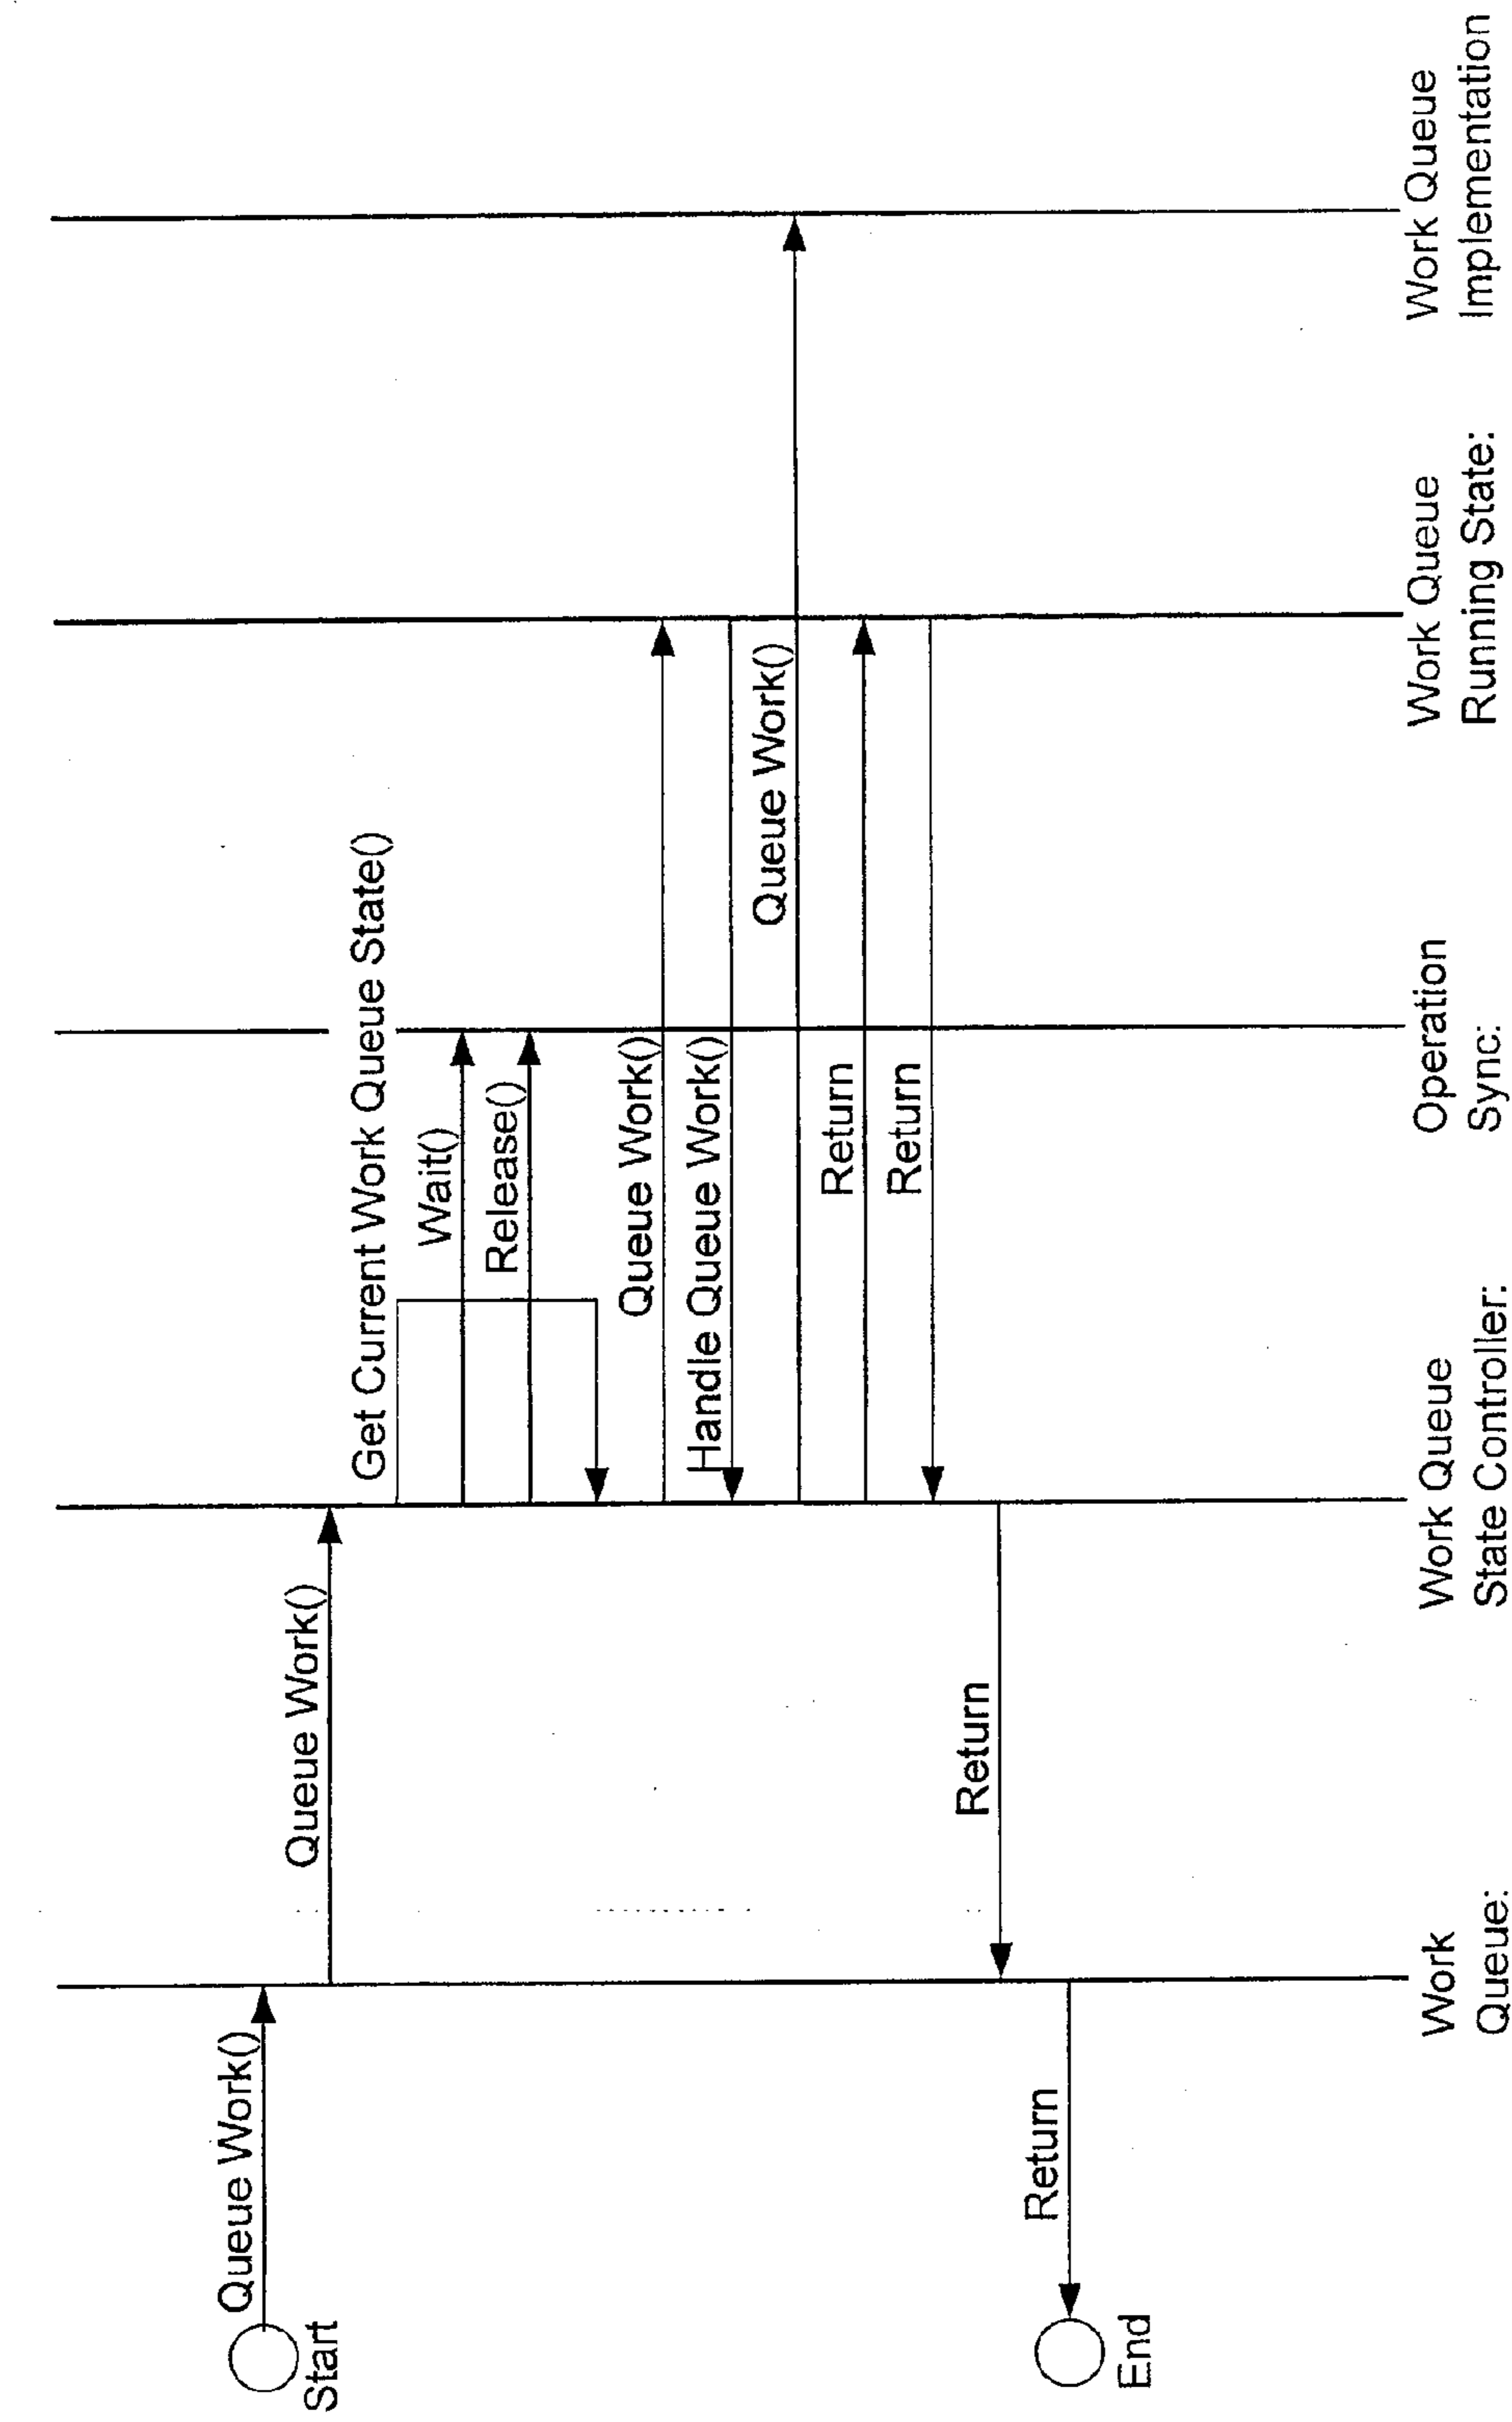 Queue Work()
Start
Queue Work()
Get Current Work Queue State()
Wait()
Release()
Queue Work()
Handle Queue Work()
Queue Work()
Return
Return
Return
Return
End
Work
Queue:
Work Queue
State Controller:
Operation
Sync:
Work Queue
Running State:
Work Queue
Implementation